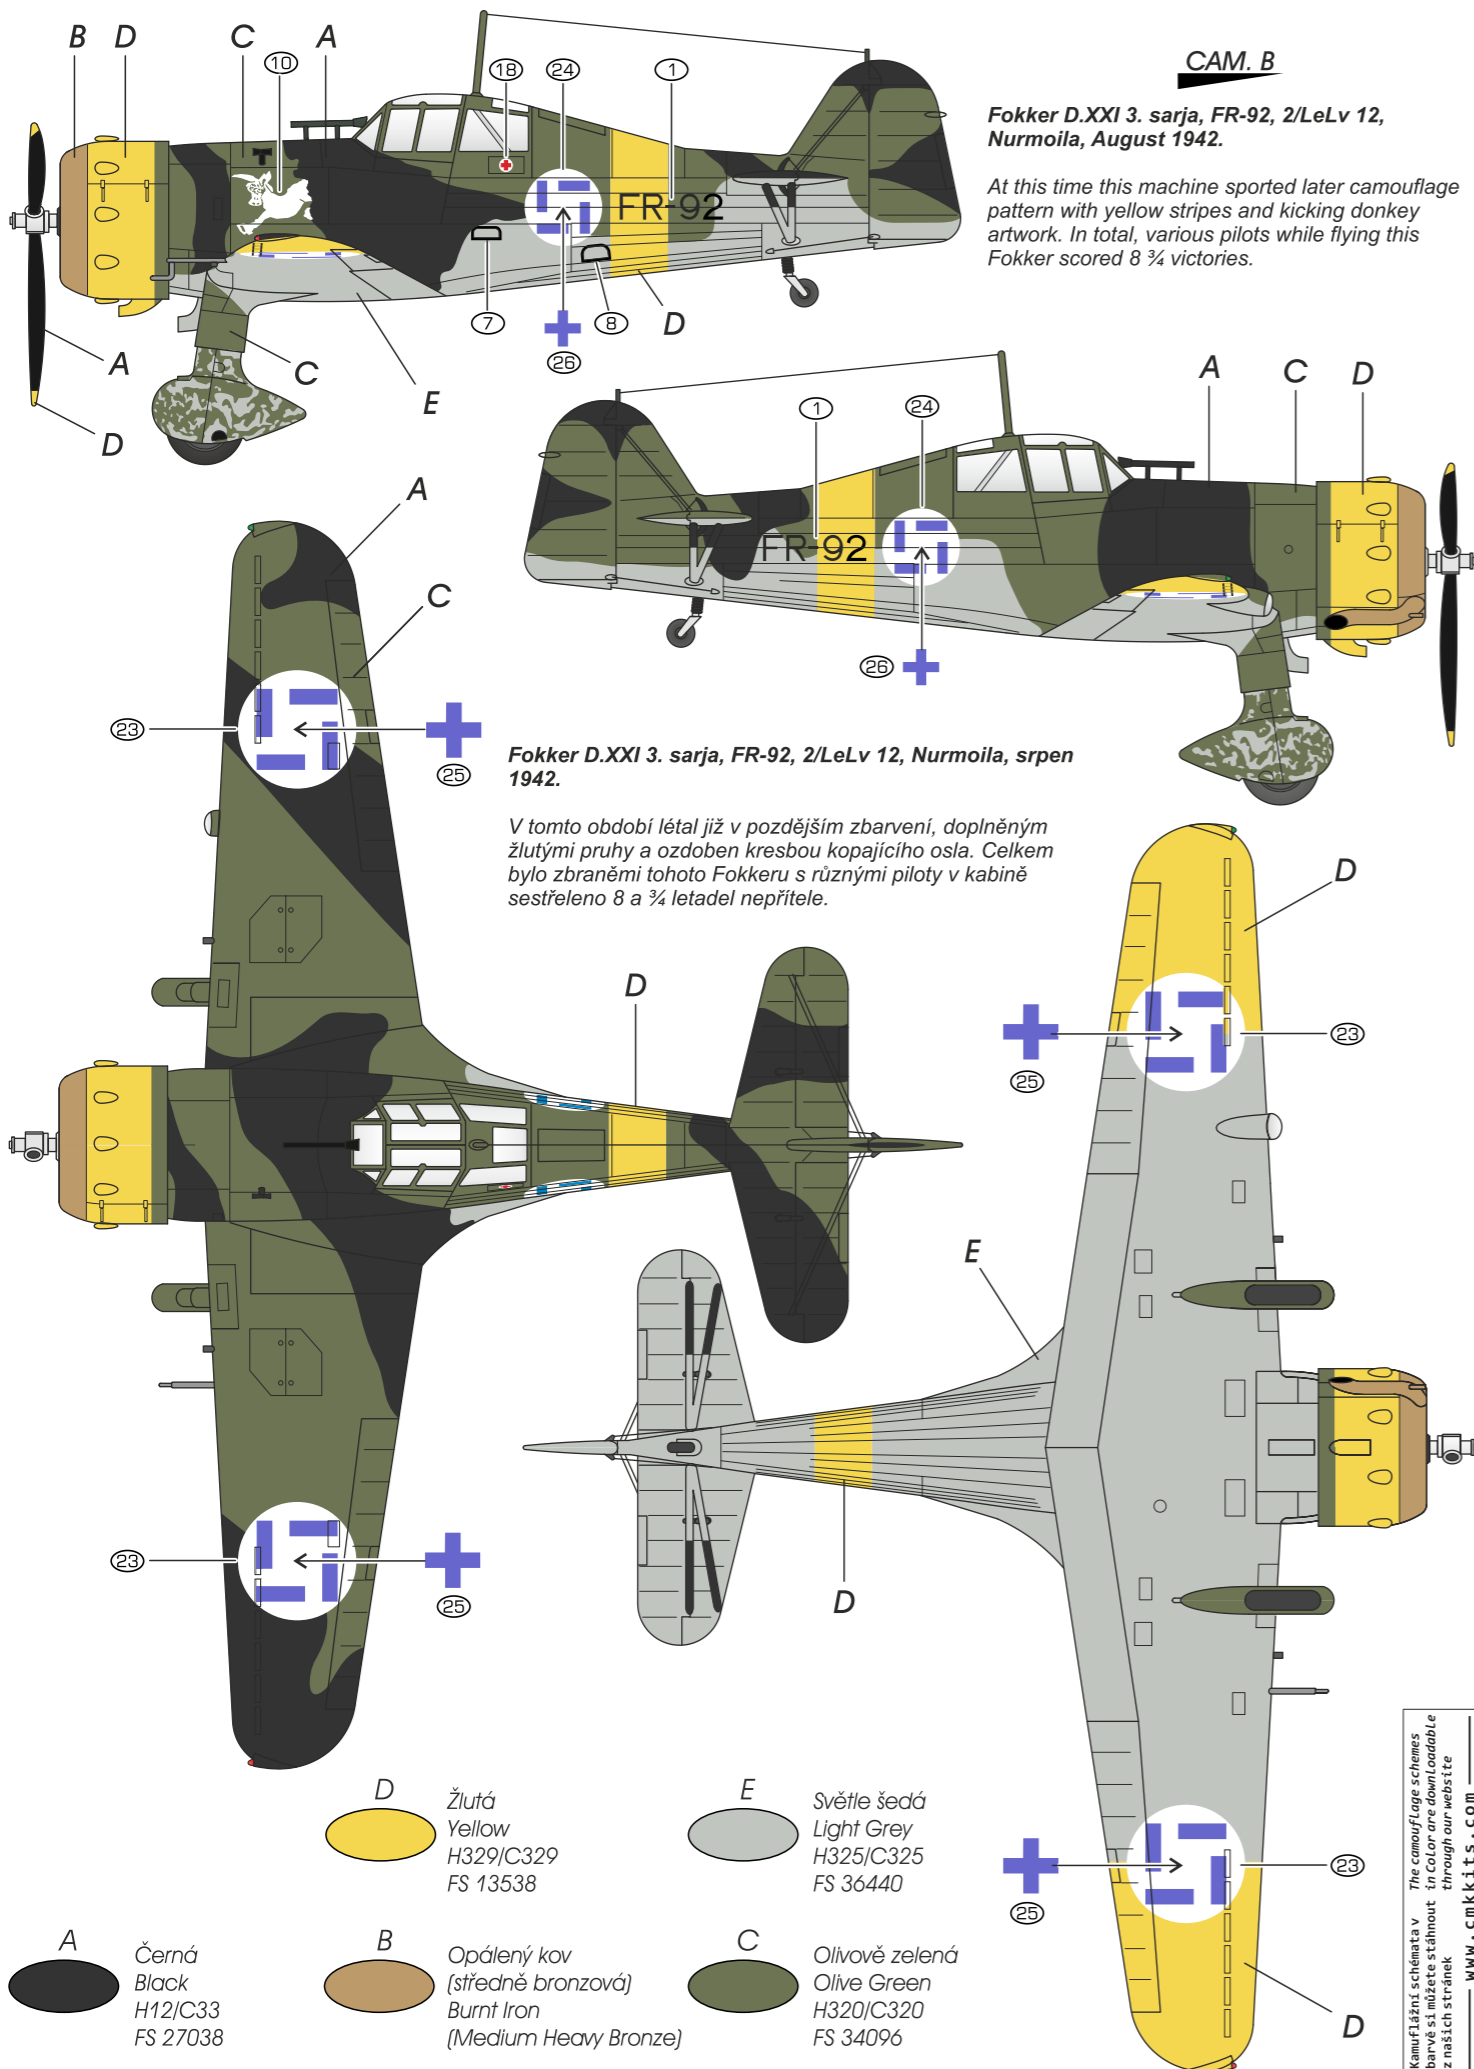 B D C A
10
18
24
1
CAM. B
Fokker D.XXI 3. sarja, FR-92, 2/LeLv 12,
Nurmoila, August 1942.
At this time this machine sported later camouflage
pattern with yellow stripes and kicking donkey
artwork. In total, various pilots while flying this
Fokker scored 8 ¾ victories.
FR-92
7
8
D
26
A
C
E
D
A C D
1
24
FR-92
26
A
C
23
25
Fokker D.XXI 3. sarja, FR-92, 2/LeLv 12, Nurmoila, srpen
1942.
V tomto období létal již v pozdějším zbarvení, doplněným
žlutými pruhy a ozdoben kresbou kopajícího osla. Celkem
bylo zbraněmi tohoto Fokkeru s různými piloty v kabině
sestřeleno 8 a ¾ letadel nepřítele.
D
D
25
23
E
23
25
D
25
23
D
D
Žlutá
Yellow
H329/C329
FS 13538
E
Světle šedá
Light Grey
H325/C325
FS 36440
A
Černá
Black
H12/C33
FS 27038
B
Opálený kov
(středně bronzová)
Burnt Iron
(Medium Heavy Bronze)
C
Olivově zelená
Olive Green
H320/C320
FS 34096
Kamuflážní schémata v
barvě si můžete stáhnout
z našich stránek
The camouflage schemes
in Color are downloadable
through our website
www.cmkkits.com